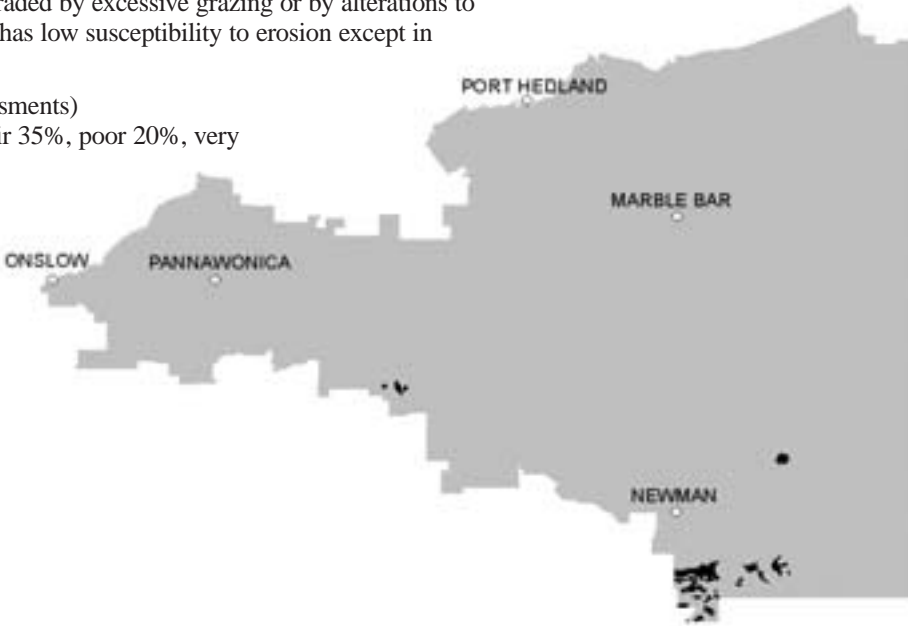 raded by excessive grazing or by alterations to
has low susceptibility to erosion except in
sments)
ir 35%, poor 20%, very
PORT HEDLAND
MARBLE BAR
ONSLOW
PANNAWONICA
NEWMAN